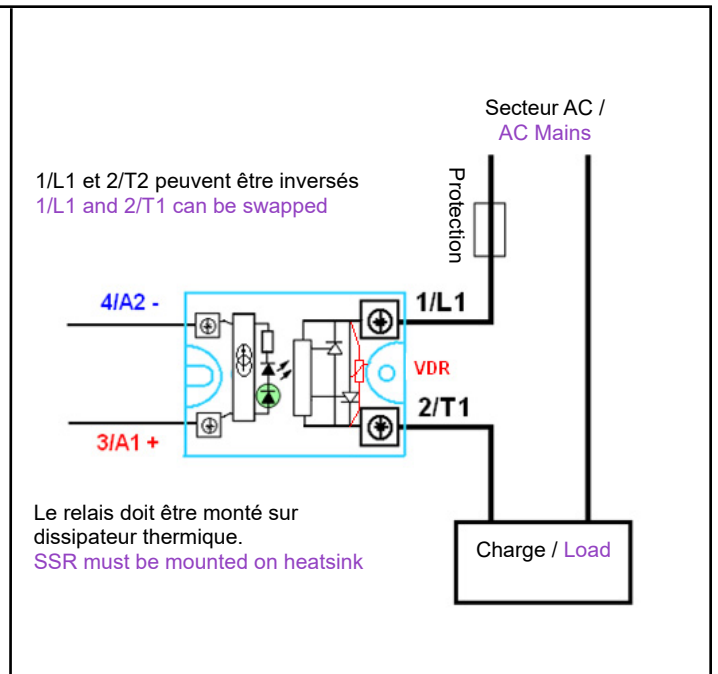 Secteur AC /
AC Mains
1/L1 et 2/T2 peuvent être inversés
1/L1 and 2/T1 can be swapped
Protection
4/A2 -
1/L1
VDR
2/T1
3/A1 +
Le relais doit être monté sur
dissipateur thermique.
SSR must be mounted on heatsink
Charge / Load